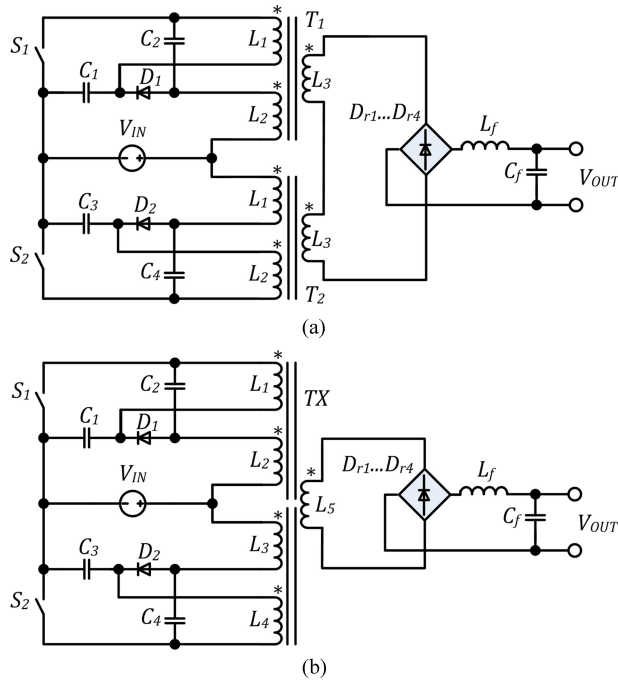 * T1
S1 C2 L1 *
C1 D1 * L3 Dr1...Dr4 Lf
VIN L2
- + * Cf VOUT
C3 D2 L1 *
S2 * L3
C4 L2
T2
(a)
*
S1 C2 L1 TX
C1 D1 *
L2 * Dr1...Dr4 Lf
VIN
- + * L5 Cf VOUT
C3 D2 L3
S2 *
C4 L4
(b)